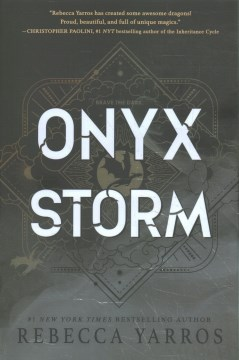 "Rebecca Yarros has created some awesome dragons!
Proud, beautiful, and full of unique magics."
—CHRISTOPHER PAOLINI, #1 NYT bestselling author of the Inheritance Cycle
ONYX
STORM
#1 NEW YORK TIMES BESTSELLING AUTHOR
REBECCA YARROS